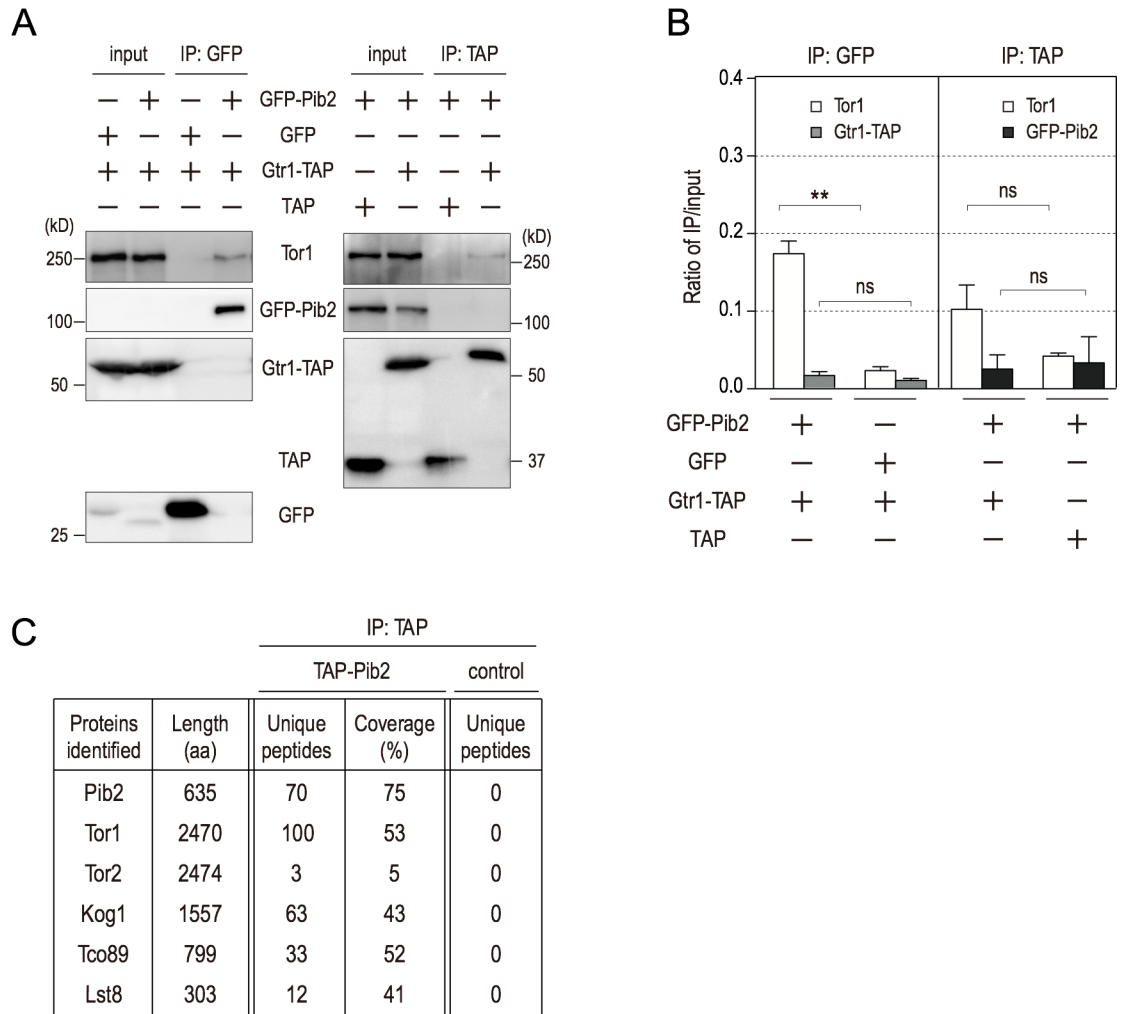 A
input IP: GFP input IP: TAP
— + — + GFP-Pib2 + + + +
+ — + — GFP — — — —
+ + + + Gtr1-TAP — + — +
— — — — TAP + — + —
(kD) (kD)
250 Tor1 250
100 GFP-Pib2 100
50 Gtr1-TAP 50
TAP 37
25 GFP
B
IP: GFP IP: TAP
Ratio of IP/input
0.4
0.3
0.2
0.1
0.0
Tor1 Tor1
Gtr1-TAP GFP-Pib2
** ns
ns ns
GFP-Pib2 + — + +
GFP — + — —
Gtr1-TAP + + + —
TAP — — — +
C
IP: TAP
TAP-Pib2 control
Proteins Length Unique Coverage Unique
identified (aa) peptides (%) peptides
Pib2 635 70 75 0
Tor1 2470 100 53 0
Tor2 2474 3 5 0
Kog1 1557 63 43 0
Tco89 799 33 52 0
Lst8 303 12 41 0